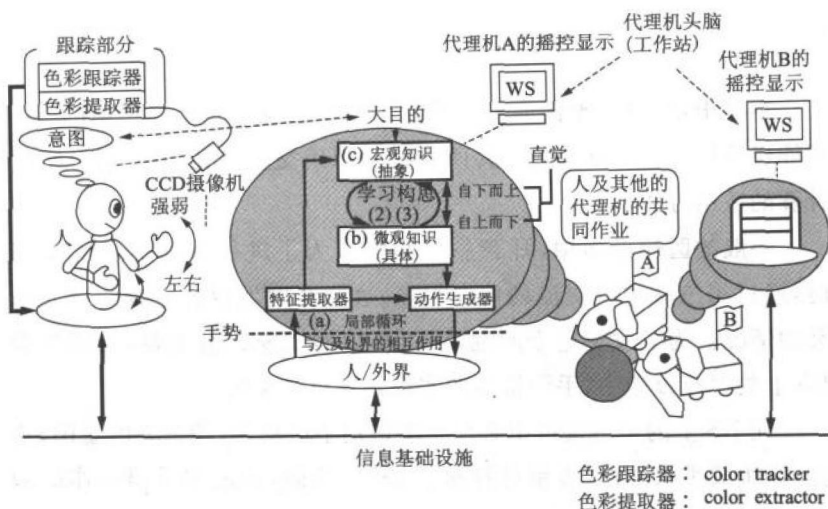 跟踪部分
色彩跟踪器
色彩提取器
意图
CCD摄像机
强弱
人
左右
大目的
(c) 宏观知识
(抽象)
学习构思
(2) (3)
(b) 微观知识
(具体)
自下而上
自上而下
直觉
特征提取器
动作生成器
(a) 局部循环
手势
与人及外界的相互作用
人/外界
代理机A的摇控显示
WS
代理机头脑
(工作站)
代理机B的
摇控显示
WS
人及其他的
代理机的共
同作业
A
B
信息基础设施
色彩跟踪器： color tracker
色彩提取器： color extractor